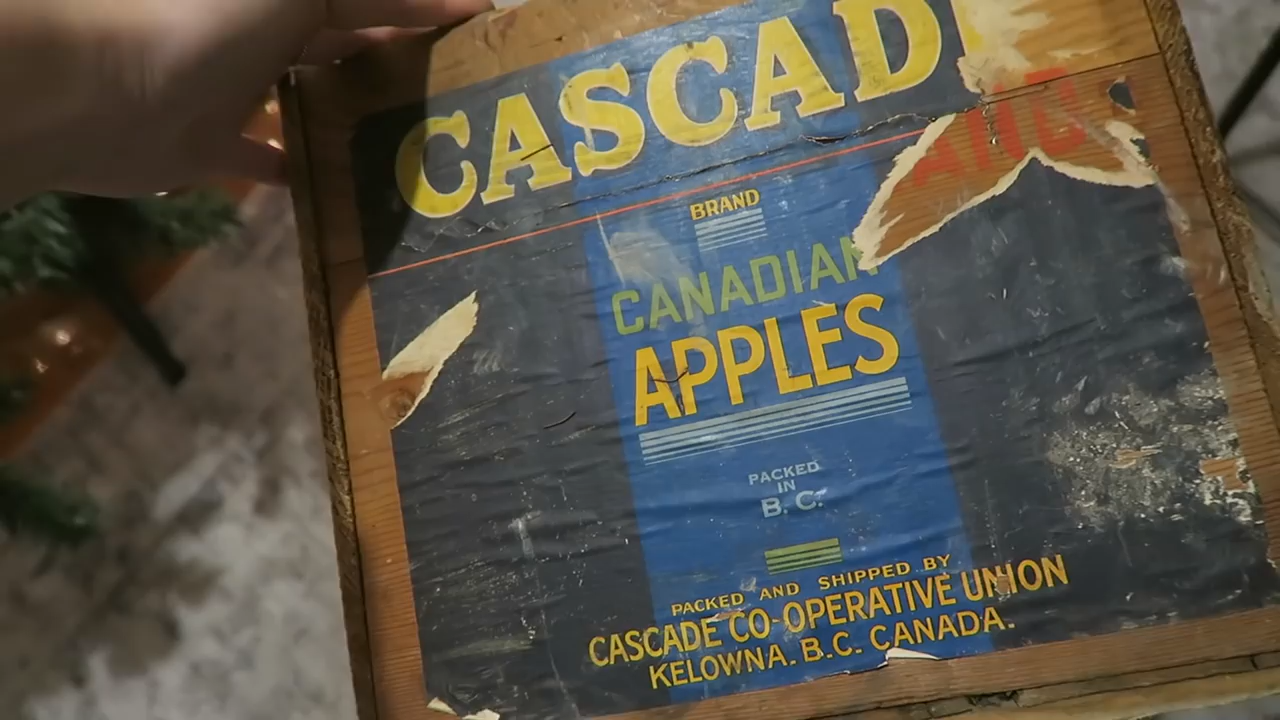 CASCAD
BRAND
CANADIAN
APPLES
PACKED
IN
B. C.
PACKED AND SHIPPED BY
CASCADE CO-OPERATIVE UNION
KELOWNA. B.C. CANADA.